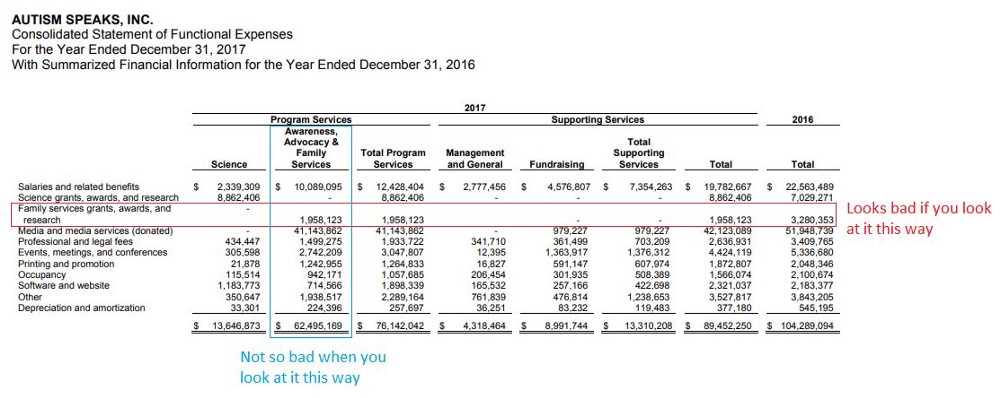 AUTISM SPEAKS, INC.
Consolidated Statement of Functional Expenses
For the Year Ended December 31, 2017
With Summarized Financial Information for the Year Ended December 31, 2016
2017
Program Services Supporting Services 2016
Awareness,
Advocacy & Total
Family Total Program Management Supporting
Science Services Services and General Fundraising Services Total Total
Salaries and related benefits $ 2,339,309 $ 10,089,095 $ 12,428,404 $ 2,777,456 $ 4,576,807 $ 7,354,263 $ 19,782,667 $ 22,563,489
Science grants, awards, and research 8,862,406 - 8,862,406 - - - 8,862,406 7,029,271
Family services grants, awards, and -
research 1,958,123 1,958,123 - - 1,958,123 3,280,353
Media and media services (donated) - 41,143,862 41,143,862 - 979,227 979,227 42,123,089 51,948,739
Professional and legal fees 434,447 1,499,275 1,933,722 341,710 361,499 703,209 2,636,931 3,409,765
Events, meetings, and conferences 305,598 2,742,209 3,047,807 12,395 1,363,917 1,376,312 4,424,119 5,336,680
Printing and promotion 21,878 1,242,955 1,264,833 16,827 591,147 607,974 1,872,807 2,048,346
Occupancy 115,514 942,171 1,057,685 206,454 301,935 508,389 1,566,074 2,100,674
Software and website 1,183,773 714,566 1,898,339 165,532 257,166 422,698 2,321,037 2,183,377
Other 350,647 1,938,517 2,289,164 761,839 476,814 1,238,653 3,527,817 3,843,205
Depreciation and amortization 33,301 224,396 257,697 36,251 83,232 119,483 377,180 545,195
$ 13,646,873 $ 62,495,169 $ 76,142,042 $ 4,318,464 $ 8,991,744 $ 13,310,208 $ 89,452,250 $ 104,289,094
Looks bad if you look
at it this way
Not so bad when you
look at it this way